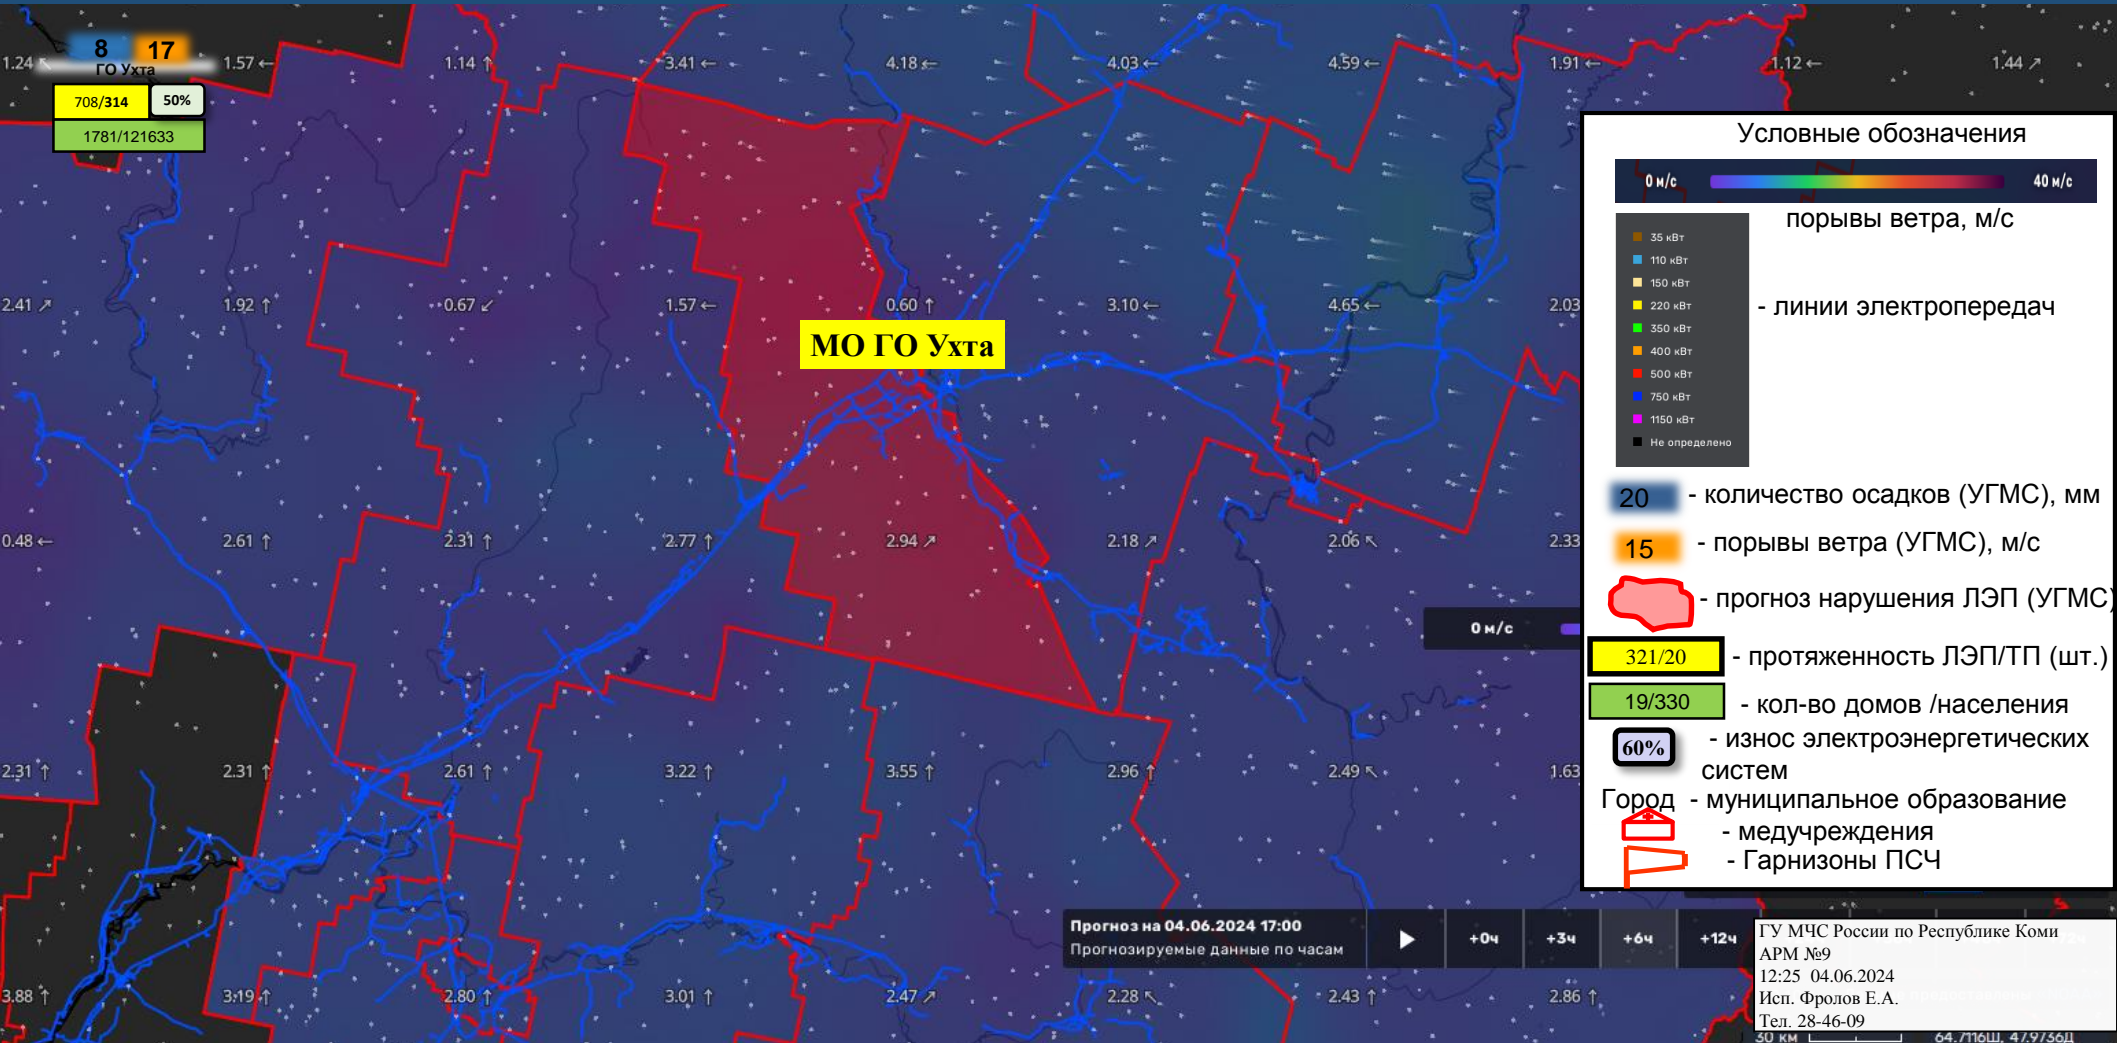 8 17
ГО Ухта
708/314 50%
1781/121633
1.24 ↖ 1.57 ← 1.14 ↑ 3.41 ← 4.18 ← 4.03 ← 4.59 ← 1.91 ← 1.12 ← 1.44 ↗
2.41 ↗ 1.92 ↑ 0.67 ↙ 1.57 ← 0.60 ↑ 3.10 ← 4.65 ← 2.03
МО ГО Ухта
0.48 ← 2.61 ↑ 2.31 ↑ 2.77 ↑ 2.94 ↗ 2.18 ↗ 2.06 ↖ 2.33
0 м/с
2.31 ↑ 2.31 ↑ 2.61 ↑ 3.22 ↑ 3.55 ↑ 2.96 ↑ 2.49 ↖ 1.63
3.88 ↑ 3.19 ↑ 2.80 ↑ 3.01 ↑ 2.47 ↗ 2.28 ↖ 2.43 ↑ 2.86 ↑
Условные обозначения
0 м/с 40 м/с
порывы ветра, м/с
35 кВт
110 кВт
150 кВт
220 кВт
350 кВт
400 кВт
500 кВт
750 кВт
1150 кВт
Не определено
- линии электропередач
20 - количество осадков (УГМС), мм
15 - порывы ветра (УГМС), м/с
- прогноз нарушения ЛЭП (УГМС)
321/20 - протяженность ЛЭП/ТП (шт.)
19/330 - кол-во домов /населения
60% - износ электроэнергетических
систем
Город - муниципальное образование
- медучреждения
- Гарнизоны ПСЧ
Прогноз на 04.06.2024 17:00
Прогнозируемые данные по часам
+0ч +3ч +6ч +12ч
ГУ МЧС России по Республике Коми
АРМ №9
12:25 04.06.2024
Исп. Фролов Е.А.
Тел. 28-46-09
30 км 64.7116Ш, 47.9736Д